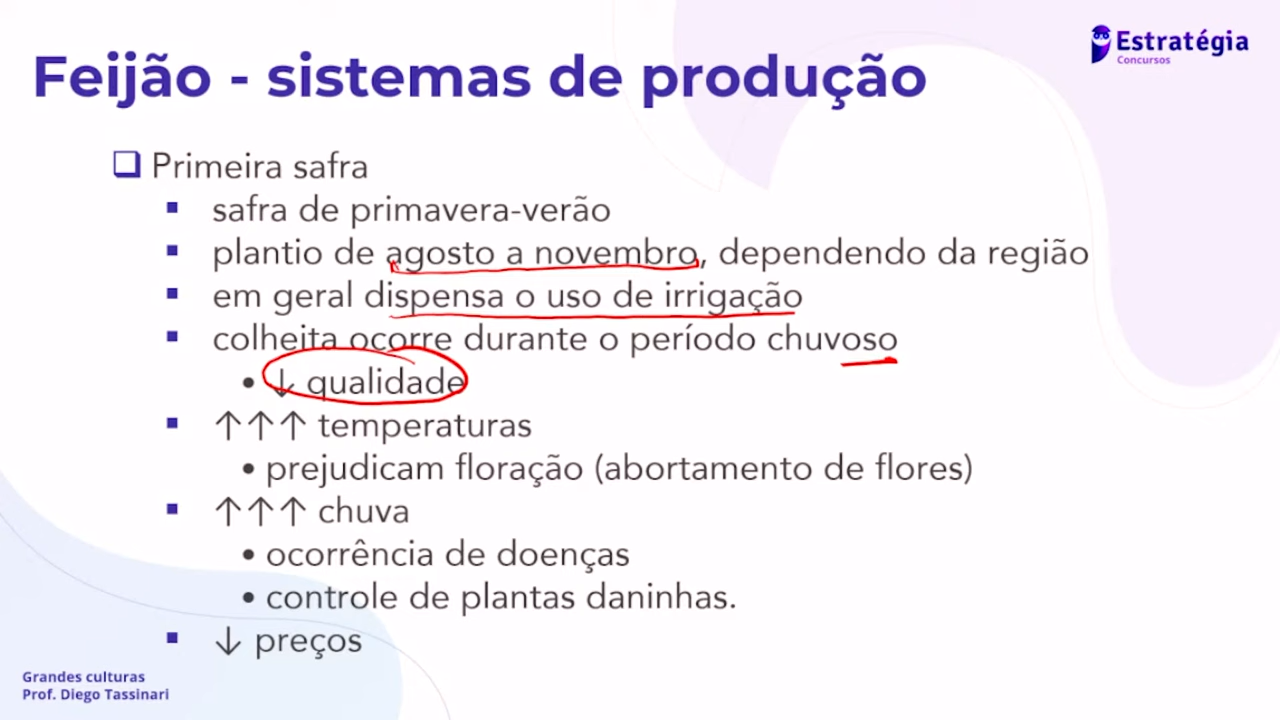 Estratégia
Concursos
Feijão - sistemas de produção
❑ Primeira safra
▪ safra de primavera-verão
▪ plantio de agosto a novembro, dependendo da região
▪ em geral dispensa o uso de irrigação
▪ colheita ocorre durante o período chuvoso
• ↓ qualidade
▪ ↑↑↑ temperaturas
• prejudicam floração (abortamento de flores)
▪ ↑↑↑ chuva
• ocorrência de doenças
• controle de plantas daninhas.
▪ ↓ preços
Grandes culturas
Prof. Diego Tassinari